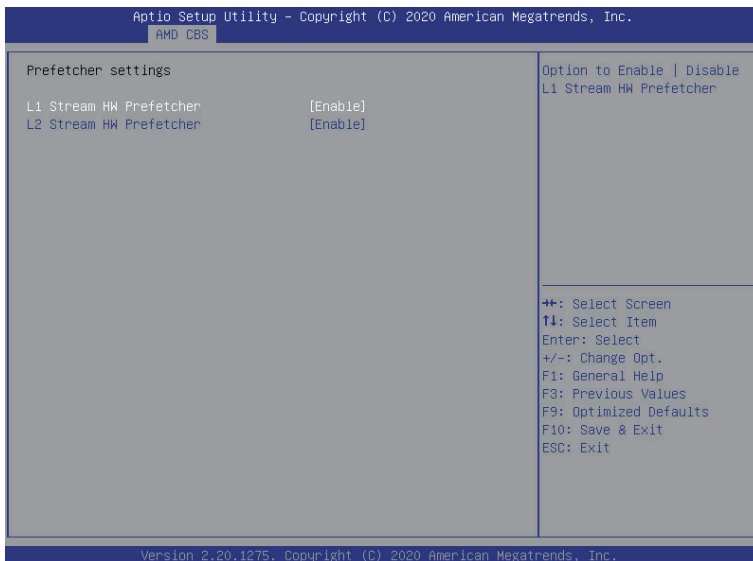 Aptio Setup Utility – Copyright (C) 2020 American Megatrends, Inc.
AMD CBS
Prefetcher settings
L1 Stream HW Prefetcher [Enable]
L2 Stream HW Prefetcher [Enable]
Option to Enable | Disable
L1 Stream HW Prefetcher
→←: Select Screen
↑↓: Select Item
Enter: Select
+/-: Change Opt.
F1: General Help
F3: Previous Values
F9: Optimized Defaults
F10: Save & Exit
ESC: Exit
Version 2.20.1275. Copyright (C) 2020 American Megatrends, Inc.